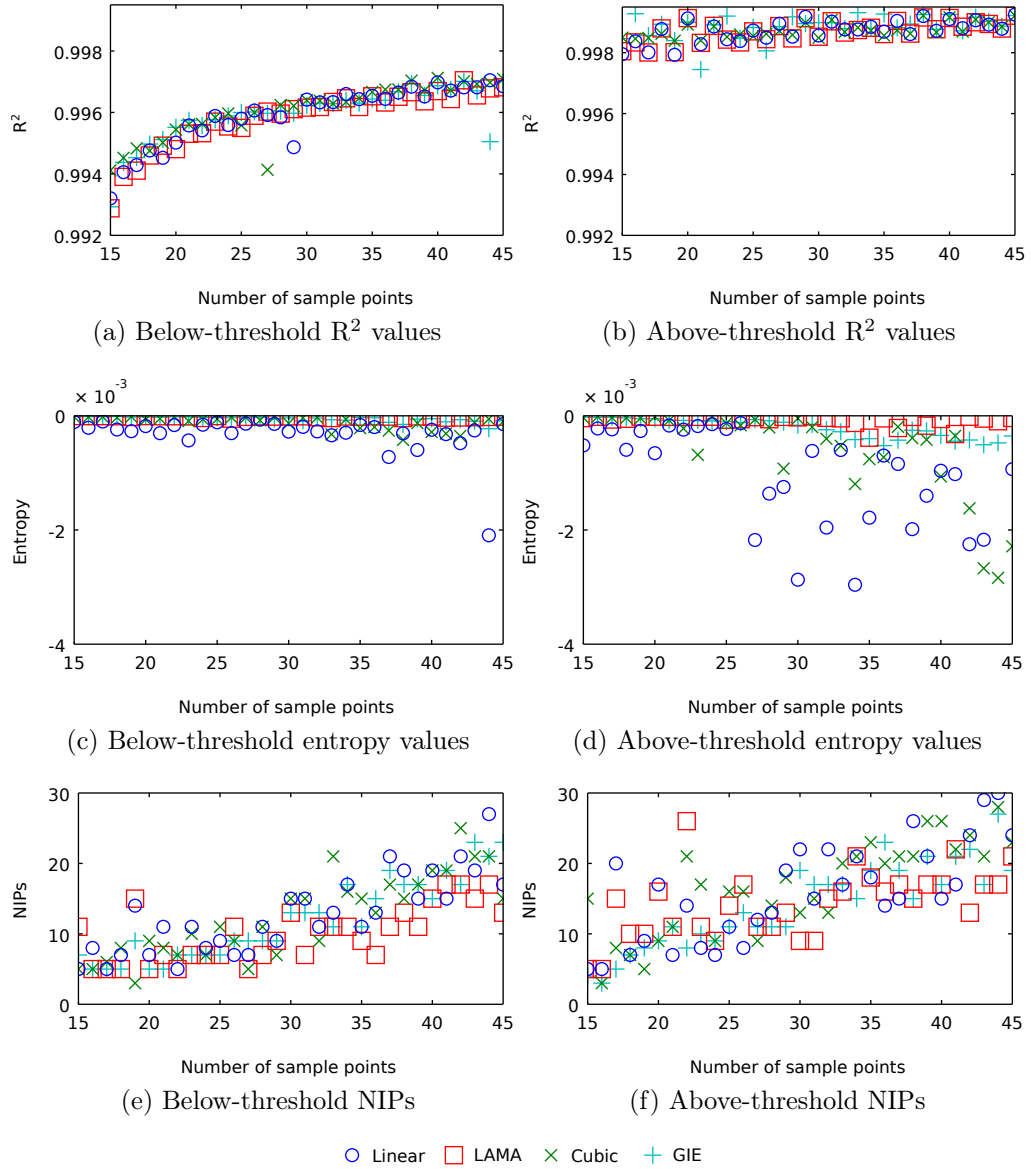 0.998
0.996
0.994
0.992
R²
15 20 25 30 35 40 45
Number of sample points
(a) Below-threshold R² values
0.998
0.996
0.994
0.992
R²
15 20 25 30 35 40 45
Number of sample points
(b) Above-threshold R² values
× 10⁻³
0
-2
-4
Entropy
15 20 25 30 35 40 45
Number of sample points
(c) Below-threshold entropy values
× 10⁻³
0
-2
-4
Entropy
15 20 25 30 35 40 45
Number of sample points
(d) Above-threshold entropy values
30
20
10
0
NIPs
15 20 25 30 35 40 45
Number of sample points
(e) Below-threshold NIPs
30
20
10
0
NIPs
15 20 25 30 35 40 45
Number of sample points
(f) Above-threshold NIPs
Linear LAMA Cubic GIE